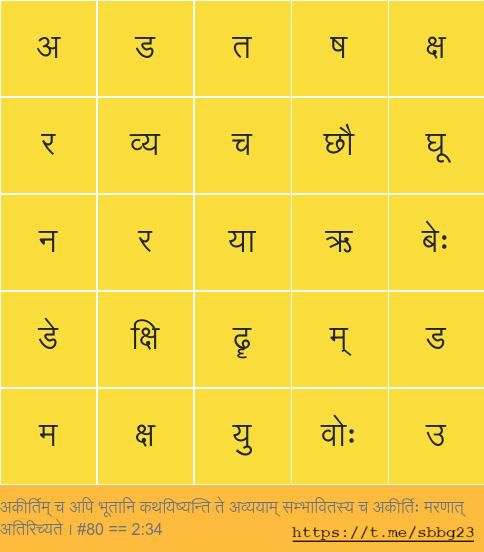 अ ड त ष क्ष
र व्य च छौ घू
न र या ऋ बेः
डे क्षि ढॄ म् ड
म क्ष यु वोः उ
अकीर्तिम् च अपि भूतानि कथयिष्यन्ति ते अव्ययाम् सम्भावितस्य च अकीर्तिः मरणात्
अतिरिच्यते । #80 == 2:34 https://t.me/sbbg23